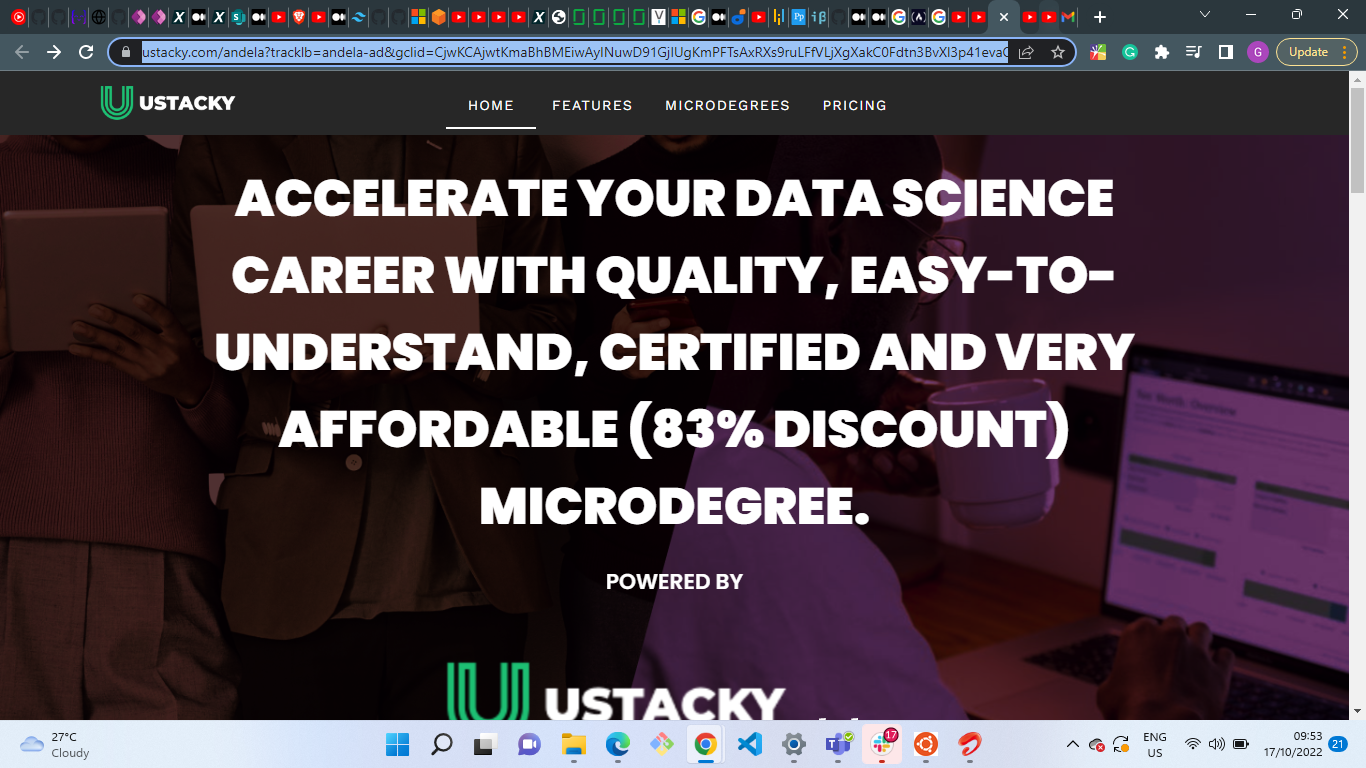 ustacky.com/andela?tracklb=andela-ad&gclid=CjwKCAjwtKmaBhBMEiwAyINuwD91GjIUgKmPFTsAxRXs9ruLFfVLjXgXakC0Fdtn3BvXI3p41evaC
G
Update
USTACKY
HOME FEATURES MICRODEGREES PRICING
ACCELERATE YOUR DATA SCIENCE
CAREER WITH QUALITY, EASY-TO-
UNDERSTAND, CERTIFIED AND VERY
AFFORDABLE (83% DISCOUNT)
MICRODEGREE.
POWERED BY
USTACKY
27°C
Cloudy
17
ENG
US
09:53
17/10/2022
21